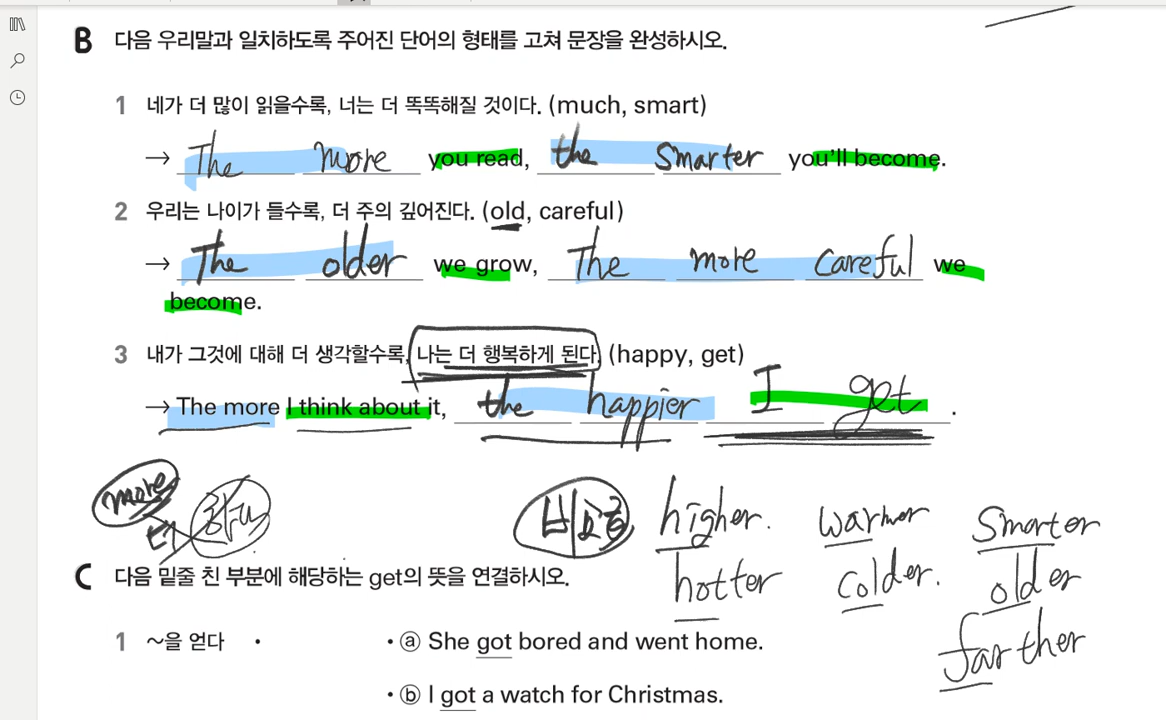 B 다음 우리말과 일치하도록 주어진 단어의 형태를 고쳐 문장을 완성하시오.
1 네가 더 많이 읽을수록, 너는 더 똑똑해질 것이다. (much, smart)
→ The more you read, the smarter you'll become.
2 우리는 나이가 들수록, 더 주의 깊어진다. (old, careful)
→ The older we grow, The more careful we
become.
3 내가 그것에 대해 더 생각할수록, 나는 더 행복하게 된다. (happy, get)
→ The more I think about it, the happier I get.
more
더
비교급 higher. warmer smarter
hotter colder. older
farther
C 다음 밑줄 친 부분에 해당하는 get의 뜻을 연결하시오.
1 ~을 얻다 • • ⓐ She got bored and went home.
• ⓑ I got a watch for Christmas.